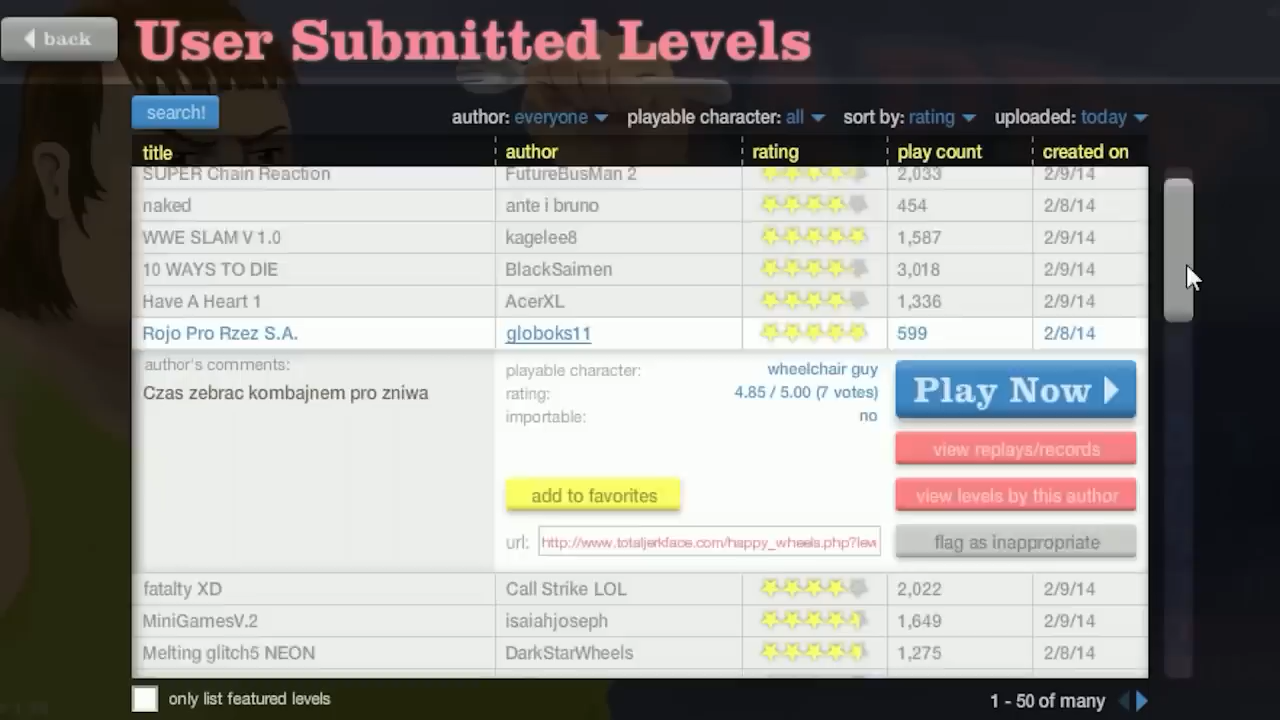 back
User Submitted Levels
search!
author: everyone playable character: all sort by: rating uploaded: today
title author rating play count created on
SUPER Chain Reaction FutureBusMan 2 2,033 2/9/14
naked ante i bruno 454 2/8/14
WWE SLAM V 1.0 kagelee8 1,587 2/9/14
10 WAYS TO DIE BlackSaimen 3,018 2/9/14
Have A Heart 1 AcerXL 1,336 2/9/14
Rojo Pro Rzez S.A. globoks11 599 2/8/14
author's comments:
Czas zebrac kombajnem pro zniwa
playable character: wheelchair guy
rating: 4.85 / 5.00 (7 votes)
importable: no
add to favorites
url: http://www.totaljerkface.com/happy_wheels.php?lev
Play Now
view replays/records
view levels by this author
flag as inappropriate
fatalty XD Call Strike LOL 2,022 2/9/14
MiniGamesV.2 isaiahjoseph 1,649 2/9/14
Melting glitch5 NEON DarkStarWheels 1,275 2/8/14
only list featured levels
1 - 50 of many